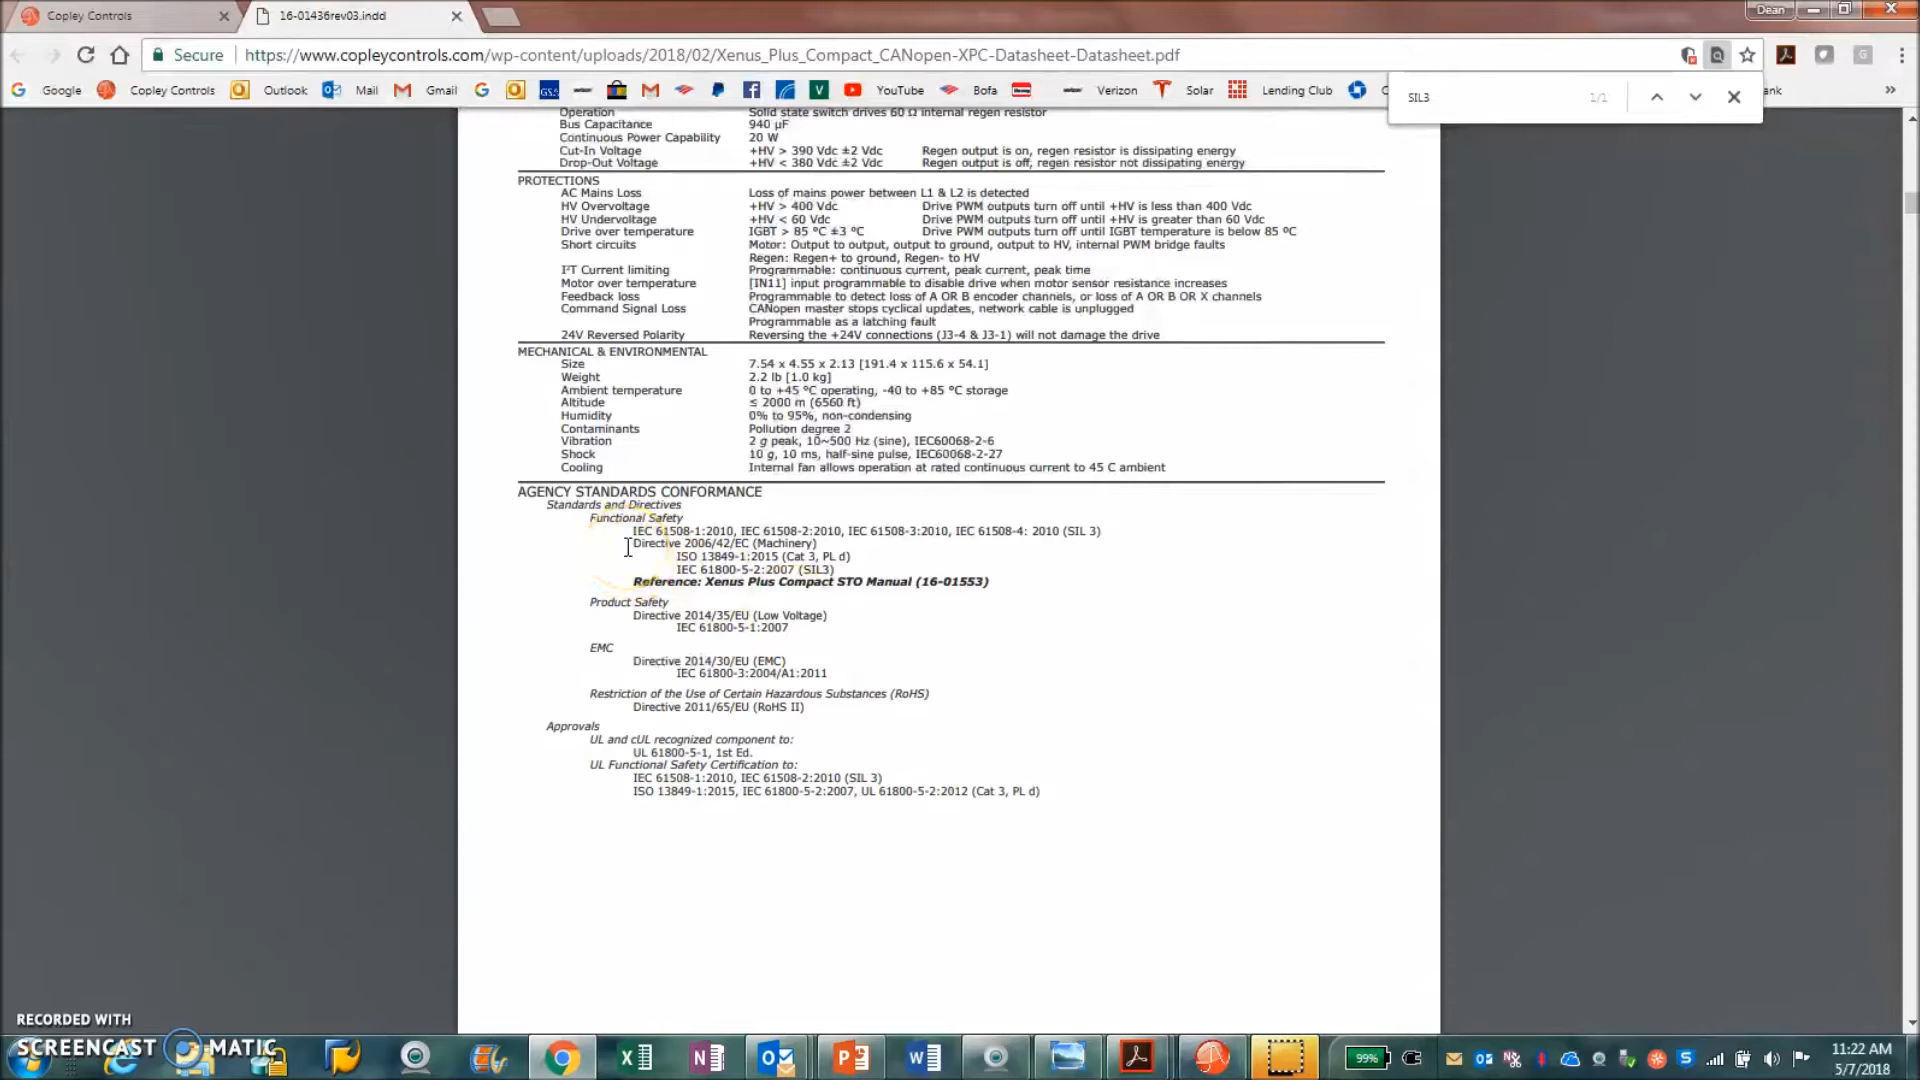 Copley Controls
16-01436rev03.indd
Dean
Secure
https://www.copleycontrols.com/wp-content/uploads/2018/02/Xenus_Plus_Compact_CANopen-XPC-Datasheet-Datasheet.pdf
Google Copley Controls Outlook Mail Gmail YouTube Bofa Verizon Solar Lending Club
SIL3 1/1
Operation Solid state switch drives 60 Ω internal regen resistor
Bus Capacitance 940 µF
Continuous Power Capability 20 W
Cut-In Voltage +HV > 390 Vdc ±2 Vdc Regen output is on, regen resistor is dissipating energy
Drop-Out Voltage +HV < 380 Vdc ±2 Vdc Regen output is off, regen resistor not dissipating energy
PROTECTIONS
AC Mains Loss Loss of mains power between L1 & L2 is detected
HV Overvoltage +HV > 400 Vdc Drive PWM outputs turn off until +HV is less than 400 Vdc
HV Undervoltage +HV < 60 Vdc Drive PWM outputs turn off until +HV is greater than 60 Vdc
Drive over temperature IGBT > 85 °C ±3 °C Drive PWM outputs turn off until IGBT temperature is below 85 °C
Short circuits Motor: Output to output, output to ground, output to HV, internal PWM bridge faults
Regen: Regen+ to ground, Regen- to HV
I²T Current limiting Programmable: continuous current, peak current, peak time
Motor over temperature [IN11] input programmable to disable drive when motor sensor resistance increases
Feedback loss Programmable to detect loss of A OR B encoder channels, or loss of A OR B OR X channels
Command Signal Loss CANopen master stops cyclical updates, network cable is unplugged
Programmable as a latching fault
24V Reversed Polarity Reversing the +24V connections (J3-4 & J3-1) will not damage the drive
MECHANICAL & ENVIRONMENTAL
Size 7.54 x 4.55 x 2.13 [191.4 x 115.6 x 54.1]
Weight 2.2 lb [1.0 kg]
Ambient temperature 0 to +45 °C operating, -40 to +85 °C storage
Altitude ≤ 2000 m (6560 ft)
Humidity 0% to 95%, non-condensing
Contaminants Pollution degree 2
Vibration 2 g peak, 10~500 Hz (sine), IEC60068-2-6
Shock 10 g, 10 ms, half-sine pulse, IEC60068-2-27
Cooling Internal fan allows operation at rated continuous current to 45 C ambient
AGENCY STANDARDS CONFORMANCE
Standards and Directives
Functional Safety
IEC 61508-1:2010, IEC 61508-2:2010, IEC 61508-3:2010, IEC 61508-4: 2010 (SIL 3)
Directive 2006/42/EC (Machinery)
ISO 13849-1:2015 (Cat 3, PL d)
IEC 61800-5-2:2007 (SIL3)
Reference: Xenus Plus Compact STO Manual (16-01553)
Product Safety
Directive 2014/35/EU (Low Voltage)
IEC 61800-5-1:2007
EMC
Directive 2014/30/EU (EMC)
IEC 61800-3:2004/A1:2011
Restriction of the Use of Certain Hazardous Substances (RoHS)
Directive 2011/65/EU (RoHS II)
Approvals
UL and cUL recognized component to:
UL 61800-5-1, 1st Ed.
UL Functional Safety Certification to:
IEC 61508-1:2010, IEC 61508-2:2010 (SIL 3)
ISO 13849-1:2015, IEC 61800-5-2:2007, UL 61800-5-2:2012 (Cat 3, PL d)
RECORDED WITH
SCREENCAST MATIC
99%
11:22 AM
5/7/2018